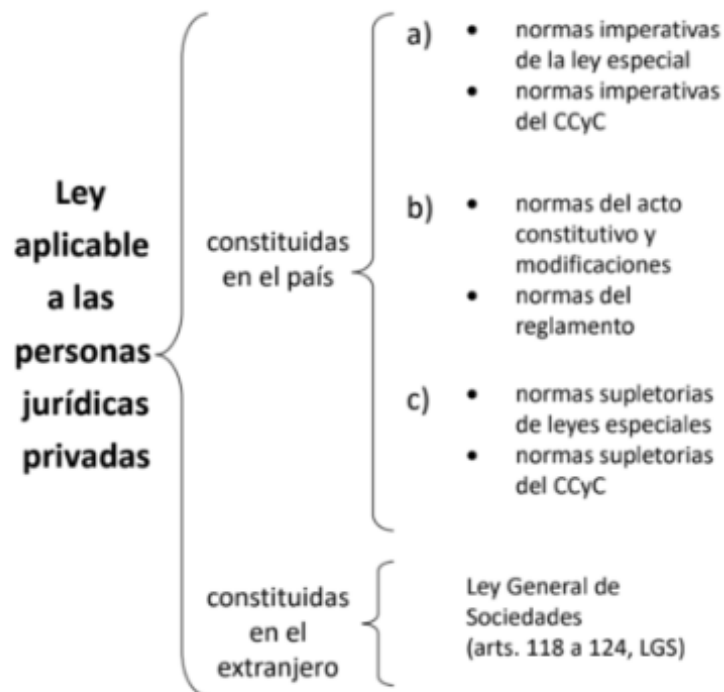 Ley
aplicable
a las
personas
jurídicas
privadas
constituidas
en el país
a)
• normas imperativas
de la ley especial
• normas imperativas
del CCyC
b)
• normas del acto
constitutivo y
modificaciones
• normas del
reglamento
c)
• normas supletorias
de leyes especiales
• normas supletorias
del CCyC
constituidas
en el
extranjero
Ley General de
Sociedades
(arts. 118 a 124, LGS)